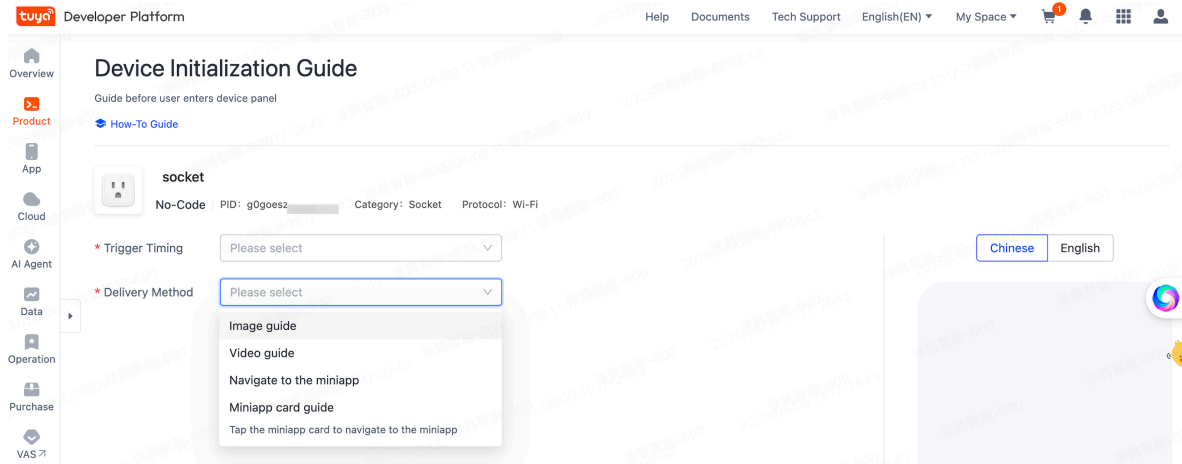 tuya Developer Platform Help Documents Tech Support English(EN) My Space 1
Overview
Product
App
Cloud
AI Agent
Data
Operation
Purchase
VAS
Device Initialization Guide
Guide before user enters device panel
How-To Guide
socket
No-Code PID: g0goesz Category: Socket Protocol: Wi-Fi
* Trigger Timing Please select
Chinese English
* Delivery Method Please select
Image guide
Video guide
Navigate to the miniapp
Miniapp card guide
Tap the miniapp card to navigate to the miniapp